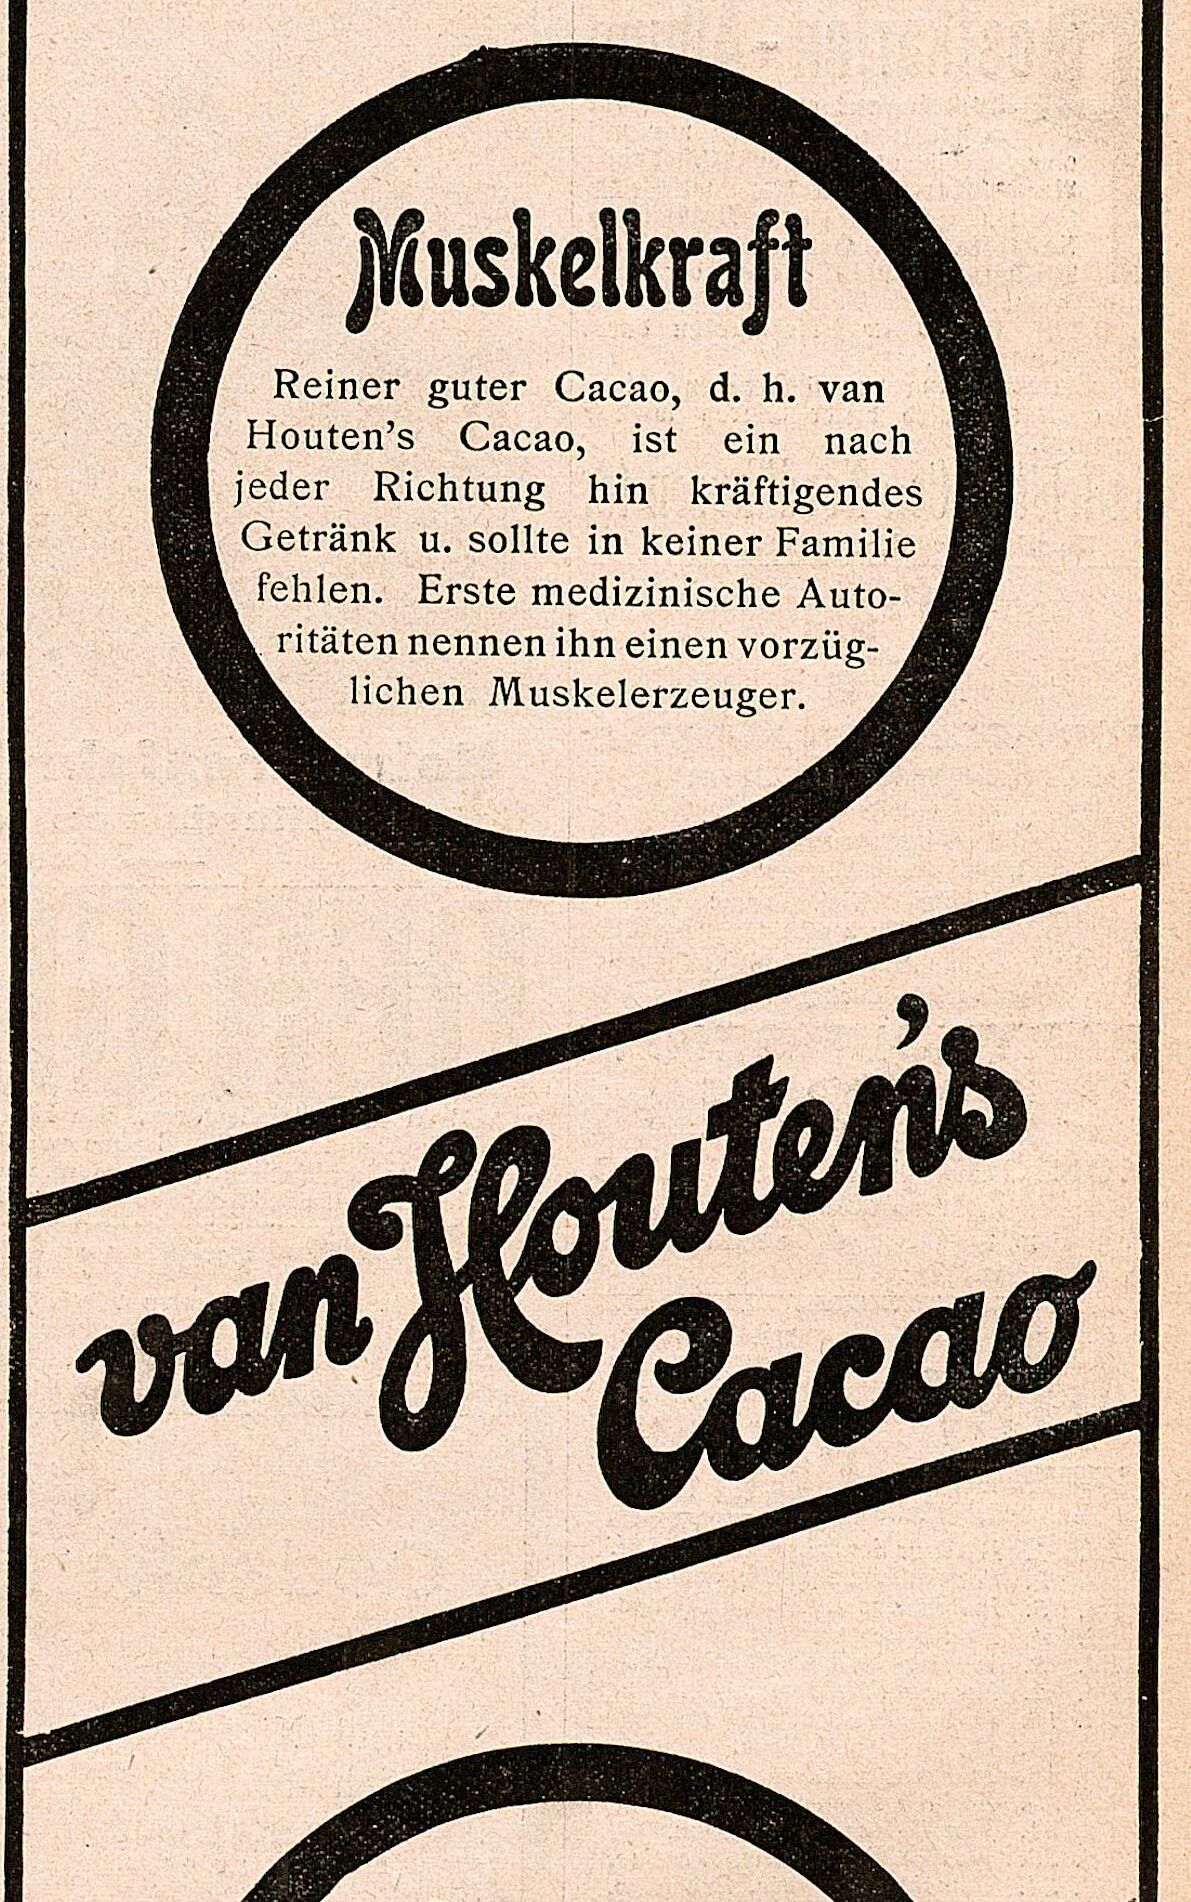 Muskelkraft
Reiner guter Cacao, d. h. van
Houten's Cacao, ist ein nach
jeder Richtung hin kräftigendes
Getränk u. sollte in keiner Familie
fehlen. Erste medizinische Auto-
ritäten nennen ihn einen vorzüg-
lichen Muskelerzeuger.
van Houten's
Cacao